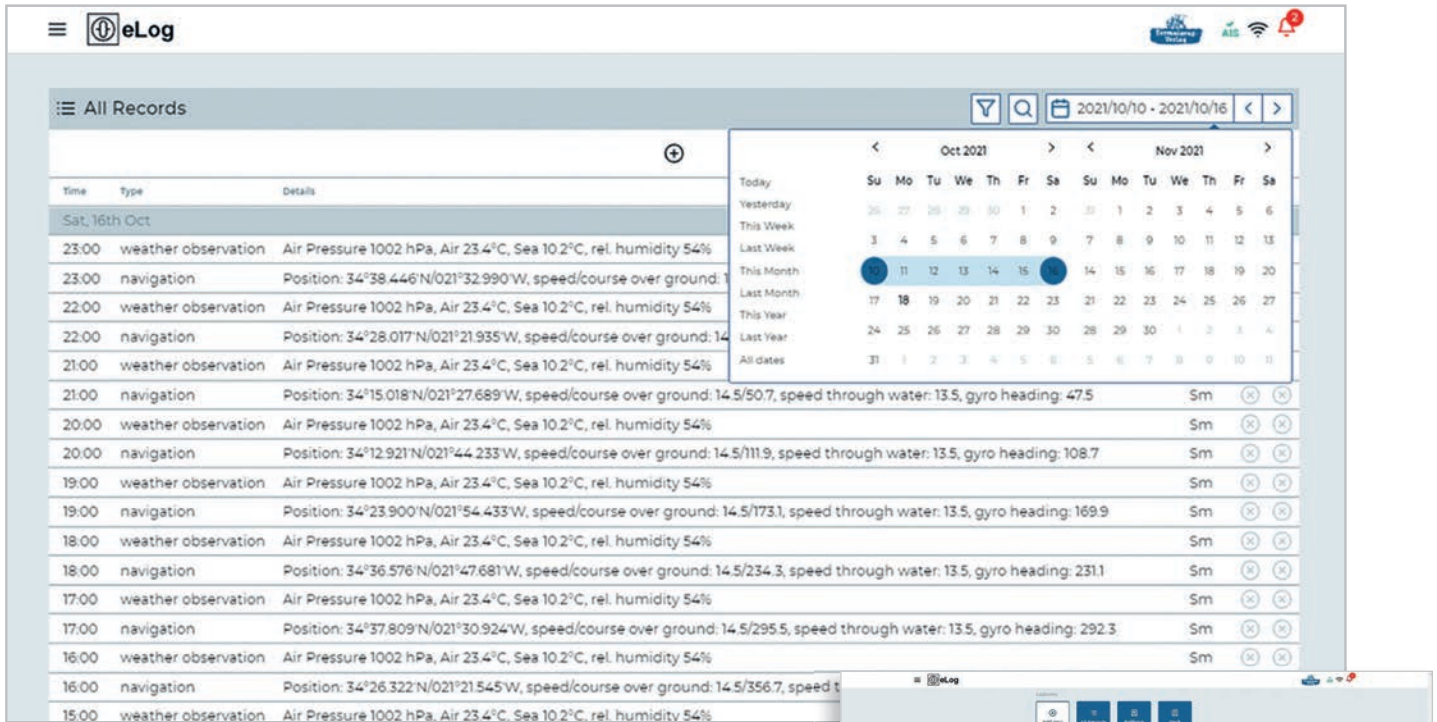 eLog
AIS 2
All Records 2021/10/10 - 2021/10/16
Oct 2021 Nov 2021
Time Type Details
Today Su Mo Tu We Th Fr Sa Su Mo Tu We Th Fr Sa
Yesterday 26 27 28 29 30 1 2 31 1 2 3 4 5 6
This Week
Last Week 3 4 5 6 7 8 9 7 8 9 10 11 12 13
This Month 10 11 12 13 14 15 16 14 15 16 17 18 19 20
Last Month 17 18 19 20 21 22 23 21 22 23 24 25 26 27
This Year
Last Year 24 25 26 27 28 29 30 28 29 30 1 2 3 4
All dates 31 1 2 3 4 5 6 5 6 7 8 9 10 11
Sat, 16th Oct
23:00 weather observation Air Pressure 1002 hPa, Air 23.4°C, Sea 10.2°C, rel. humidity 54%
23:00 navigation Position: 34°38.446'N/021°32.990'W, speed/course over ground:
22:00 weather observation Air Pressure 1002 hPa, Air 23.4°C, Sea 10.2°C, rel. humidity 54%
22:00 navigation Position: 34°28.017'N/021°21.935'W, speed/course over ground: 14
21:00 weather observation Air Pressure 1002 hPa, Air 23.4°C, Sea 10.2°C, rel. humidity 54%
21:00 navigation Position: 34°15.018'N/021°27.689'W, speed/course over ground: 14.5/50.7, speed through water: 13.5, gyro heading: 47.5 Sm
20:00 weather observation Air Pressure 1002 hPa, Air 23.4°C, Sea 10.2°C, rel. humidity 54% Sm
20:00 navigation Position: 34°12.921'N/021°44.233'W, speed/course over ground: 14.5/111.9, speed through water: 13.5, gyro heading: 108.7 Sm
19:00 weather observation Air Pressure 1002 hPa, Air 23.4°C, Sea 10.2°C, rel. humidity 54% Sm
19:00 navigation Position: 34°23.900'N/021°54.433'W, speed/course over ground: 14.5/173.1, speed through water: 13.5, gyro heading: 169.9 Sm
18:00 weather observation Air Pressure 1002 hPa, Air 23.4°C, Sea 10.2°C, rel. humidity 54% Sm
18:00 navigation Position: 34°36.576'N/021°47.681'W, speed/course over ground: 14.5/234.3, speed through water: 13.5, gyro heading: 231.1 Sm
17:00 weather observation Air Pressure 1002 hPa, Air 23.4°C, Sea 10.2°C, rel. humidity 54% Sm
17:00 navigation Position: 34°37.809'N/021°30.924'W, speed/course over ground: 14.5/295.5, speed through water: 13.5, gyro heading: 292.3 Sm
16:00 weather observation Air Pressure 1002 hPa, Air 23.4°C, Sea 10.2°C, rel. humidity 54% Sm
16:00 navigation Position: 34°26.322'N/021°21.545'W, speed/course over ground: 14.5/356.7, speed t
15:00 weather observation Air Pressure 1002 hPa, Air 23.4°C, Sea 10.2°C, rel. humidity 54%
eLog